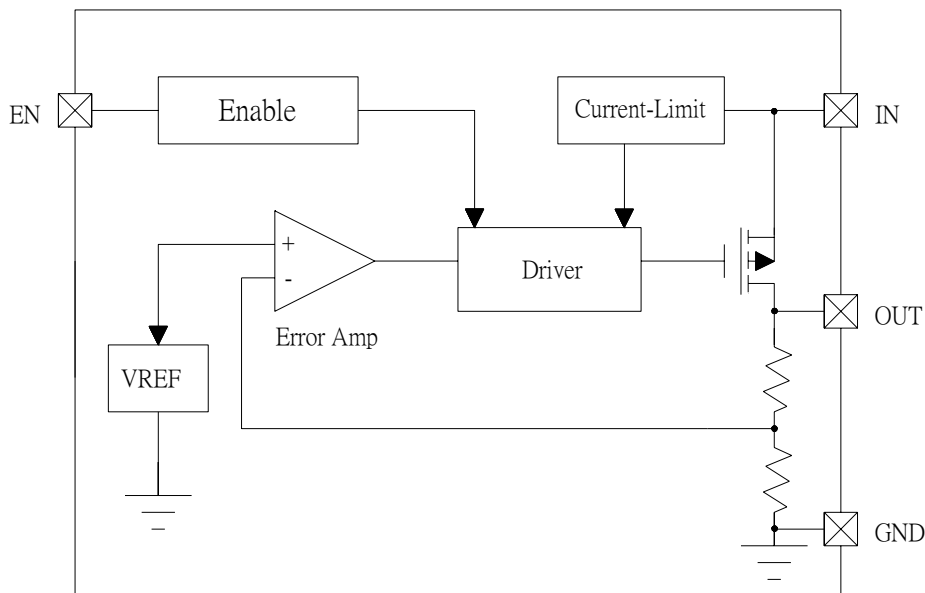 EN
Enable
Current-Limit
IN
+
-
Error Amp
Driver
OUT
VREF
GND